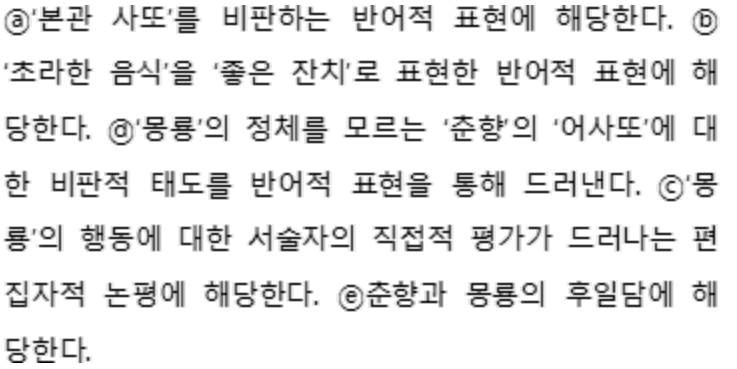 ⓐ'본관 사또'를 비판하는 반어적 표현에 해당한다. ⓑ
'초라한 음식'을 '좋은 잔치'로 표현한 반어적 표현에 해
당한다. ⓓ'몽룡'의 정체를 모르는 '춘향'의 '어사또'에 대
한 비판적 태도를 반어적 표현을 통해 드러낸다. ⓒ'몽
룡'의 행동에 대한 서술자의 직접적 평가가 드러나는 편
집자적 논평에 해당한다. ⓔ춘향과 몽룡의 후일담에 해
당한다.